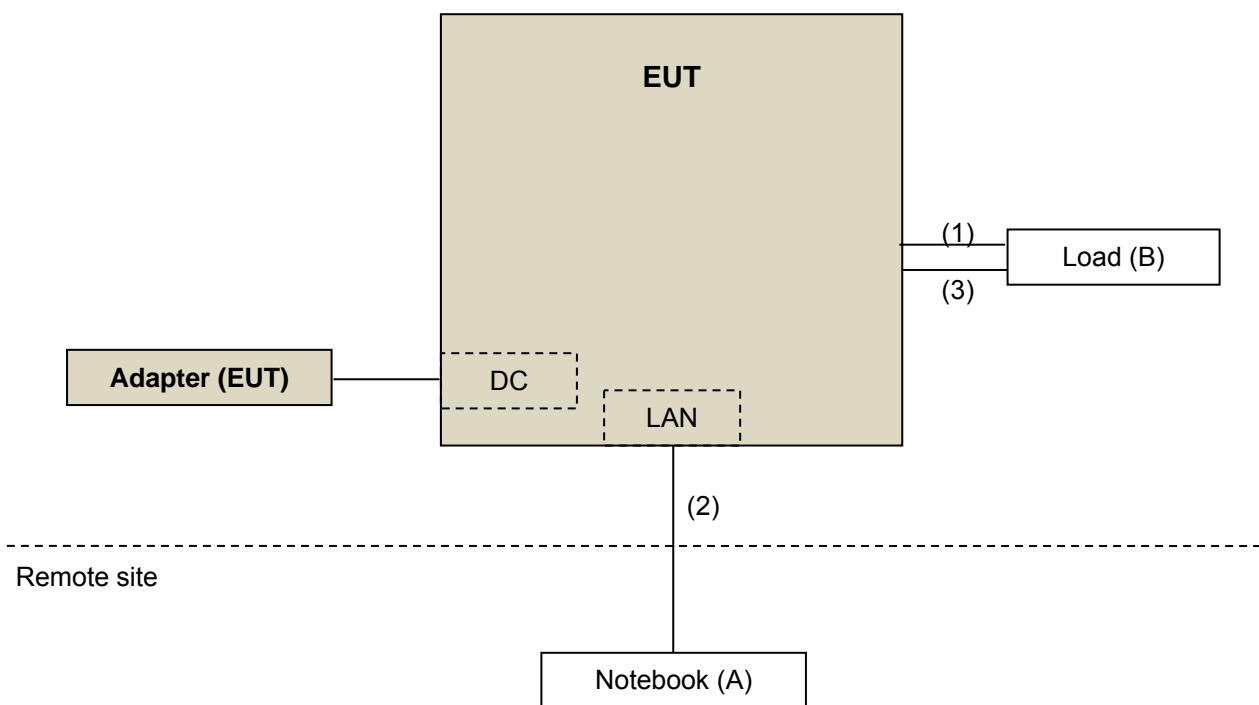 EUT
(1)
Load (B)
(3)
Adapter (EUT)
DC
LAN
(2)
Remote site
Notebook (A)